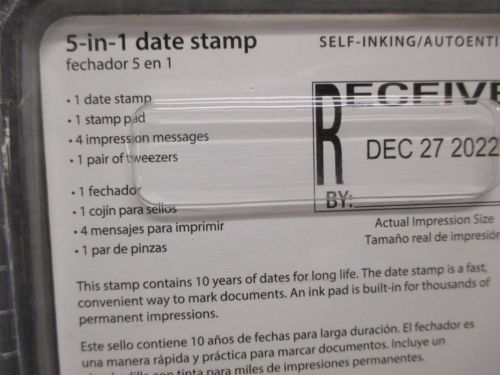 5-in-1 date stamp
fechador 5 en 1
SELF-INKING/AUTOENTI
• 1 date stamp
• 1 stamp pad
• 4 impression messages
• 1 pair of tweezers
• 1 fechador
• 1 cojín para sellos
• 4 mensajes para imprimir
• 1 par de pinzas
RECEIVE
DEC 27 2022
BY:
Actual Impression Size
Tamaño real de impresión
This stamp contains 10 years of dates for long life. The date stamp is a fast,
convenient way to mark documents. An ink pad is built-in for thousands of
permanent impressions.
Este sello contiene 10 años de fechas para larga duración. El fechador es
una manera rápida y práctica para marcar documentos. Incluye un
con tinta para miles de impresiones permanentes.